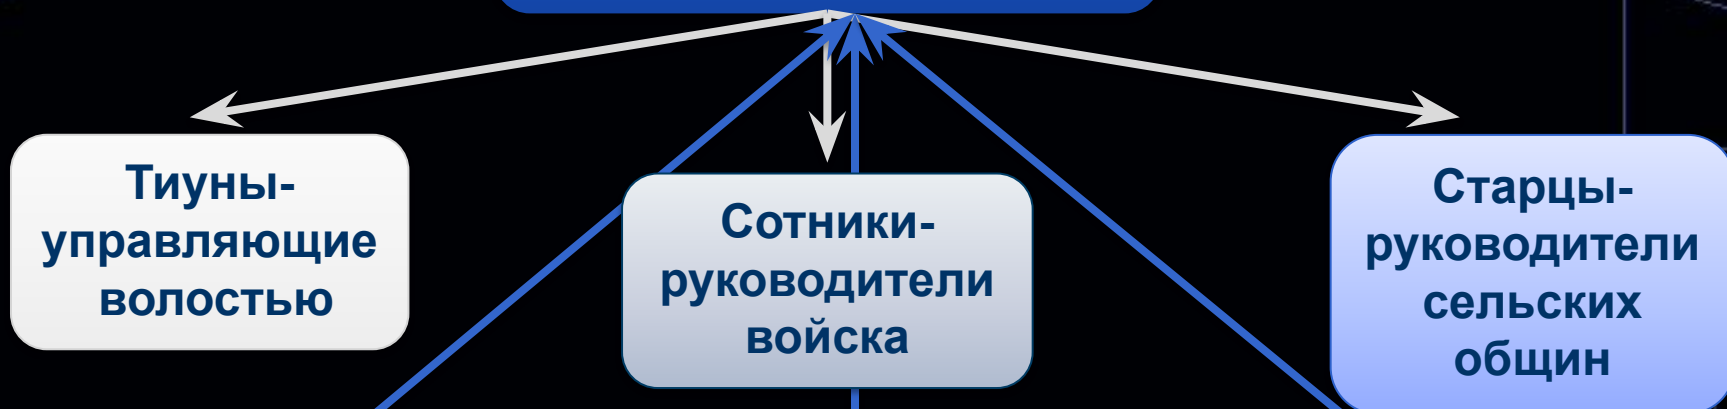 Тиуны-
управляющие
волостью
Сотники-
руководители
войска
Старцы-
руководители
сельских
общин